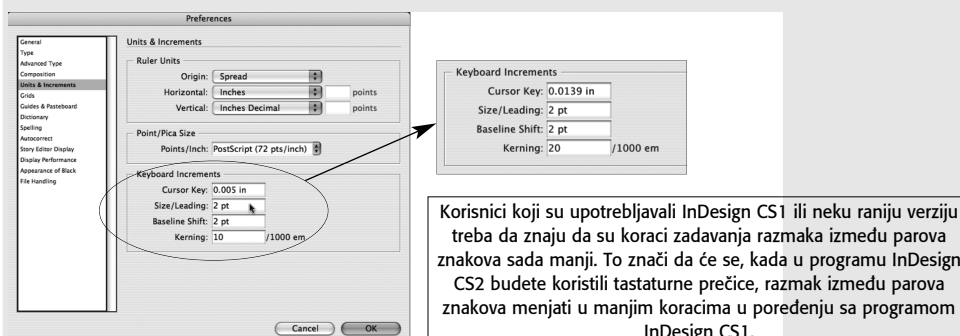 Preferences
General
Type
Advanced Type
Composition
Units & Increments
Grids
Guides & Pasteboard
Dictionary
Spelling
Autocorrect
Story Editor Display
Display Performance
Appearance of Black
File Handling
Units & Increments
Ruler Units
Origin: Spread
Horizontal: Inches points
Vertical: Inches Decimal points
Point/Pica Size
Points/Inch: PostScript (72 pts/inch)
Keyboard Increments
Cursor Key: 0.005 in
Size/Leading: 2 pt
Baseline Shift: 2 pt
Kerning: 10 /1000 em
Cancel OK
Keyboard Increments
Cursor Key: 0.0139 in
Size/Leading: 2 pt
Baseline Shift: 2 pt
Kerning: 20 /1000 em
Korisnici koji su upotrebljavali InDesign CS1 ili neku raniju verziju
treba da znaju da su koraci zadavanja razmaka između parova
znakova sada manji. To znači da će se, kada u programu InDesign
CS2 budete koristili tastaturne prečice, razmak između parova
znakova menjati u manjim koracima u poređenju sa programom
InDesign CS1.